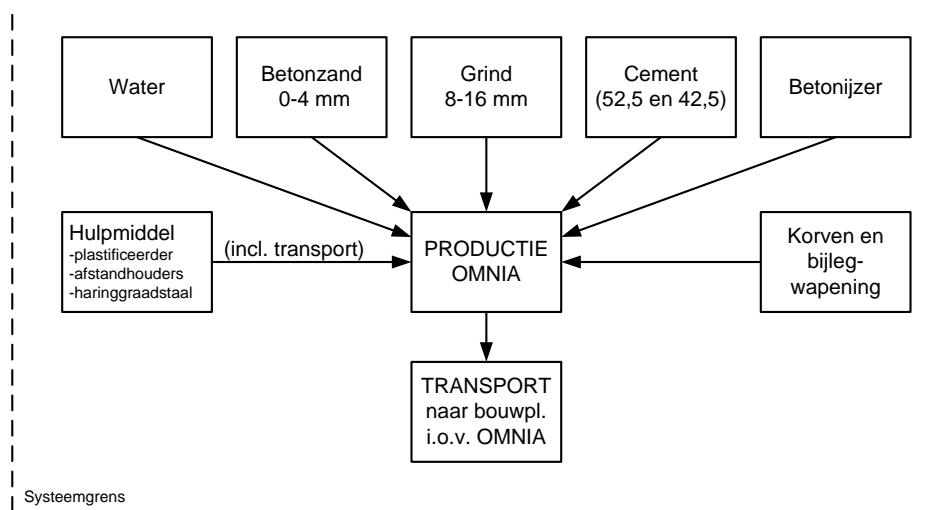 Water
Betonzand
0-4 mm
Grind
8-16 mm
Cement
(52,5 en 42,5)
Betonijzer
Hulpmiddel
-plastificeerder
-afstandhouders
-haringgraadstaal
(incl. transport)
PRODUCTIE
OMNIA
Korven en
bijleg-
wapening
TRANSPORT
naar bouwpl.
i.o.v. OMNIA
Systeemgrens